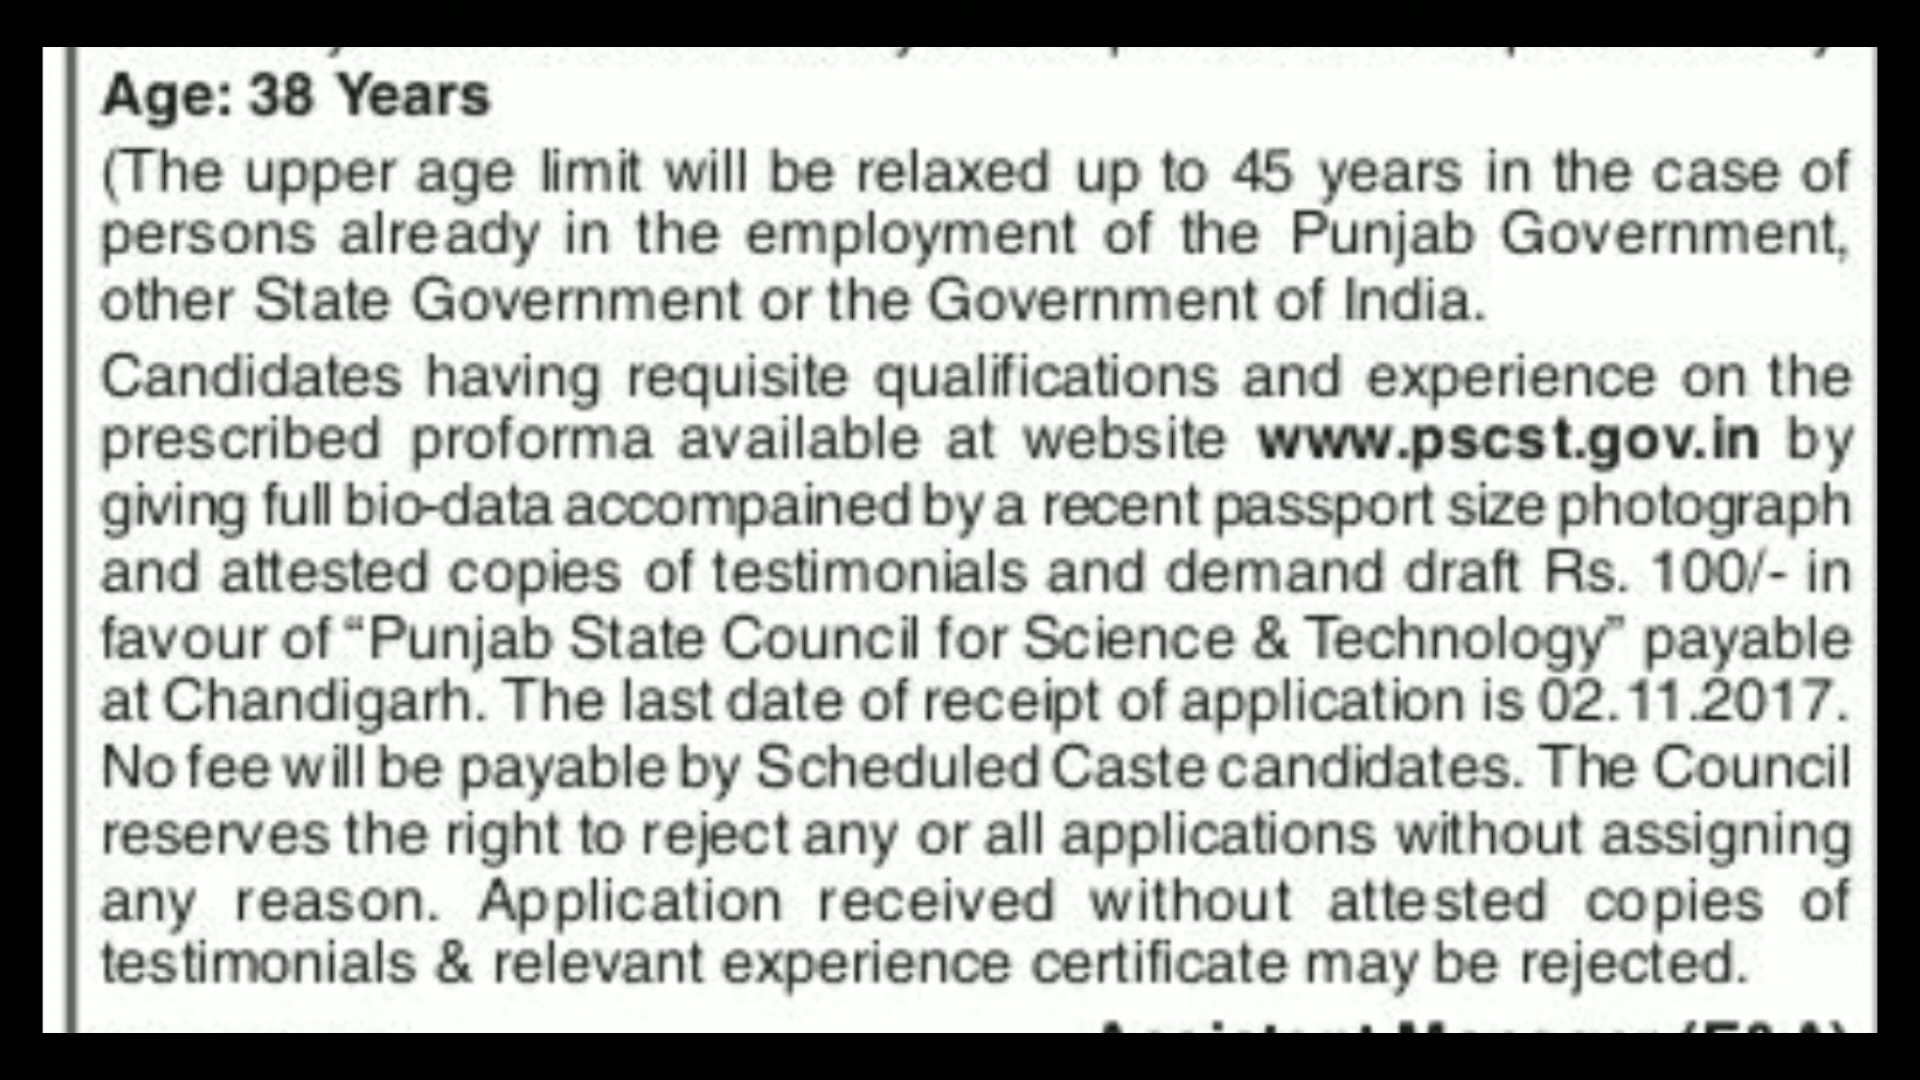 Age: 38 Years
(The upper age limit will be relaxed up to 45 years in the case of
persons already in the employment of the Punjab Government,
other State Government or the Government of India.
Candidates having requisite qualifications and experience on the
prescribed proforma available at website www.pscst.gov.in by
giving full bio-data accompained by a recent passport size photograph
and attested copies of testimonials and demand draft Rs. 100/- in
favour of “Punjab State Council for Science & Technology” payable
at Chandigarh. The last date of receipt of application is 02.11.2017.
No fee will be payable by Scheduled Caste candidates. The Council
reserves the right to reject any or all applications without assigning
any reason. Application received without attested copies of
testimonials & relevant experience certificate may be rejected.